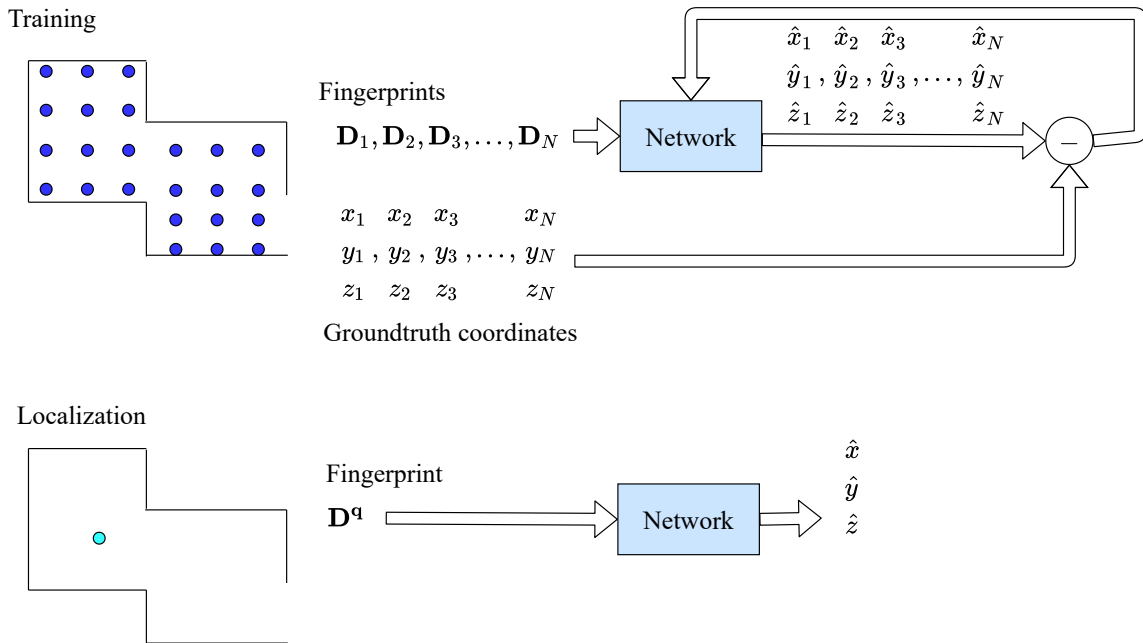 Training
x̂₁ x̂₂ x̂₃ x̂_N
ŷ₁ , ŷ₂ , ŷ₃ , . . . , ŷ_N
ẑ₁ ẑ₂ ẑ₃ ẑ_N
Fingerprints
D₁, D₂, D₃, . . . , D_N
Network
−
x₁ x₂ x₃ x_N
y₁ , y₂ , y₃ , . . . , y_N
z₁ z₂ z₃ z_N
Groundtruth coordinates
Localization
Fingerprint
D^q
Network
x̂
ŷ
ẑ